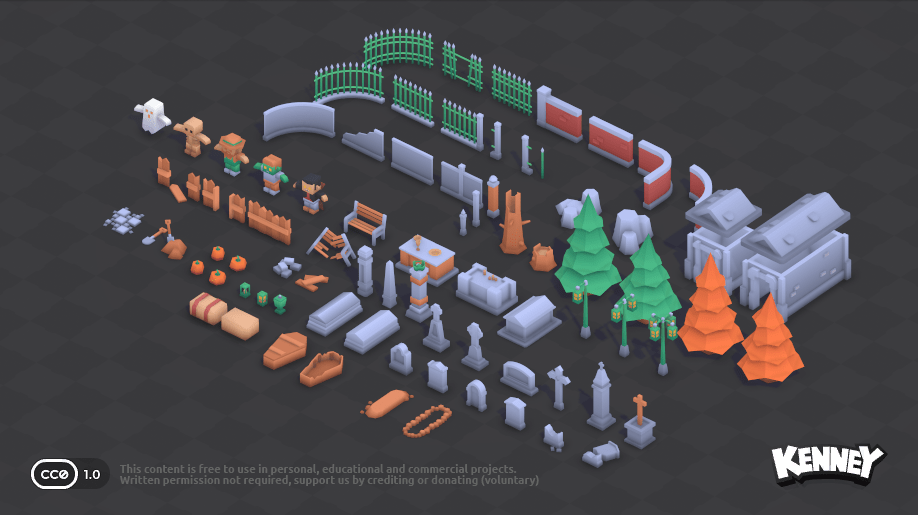 CC0 1.0
This content is free to use in personal, educational and commercial projects.
Written permission not required, support us by crediting or donating (voluntary)
KENNEY